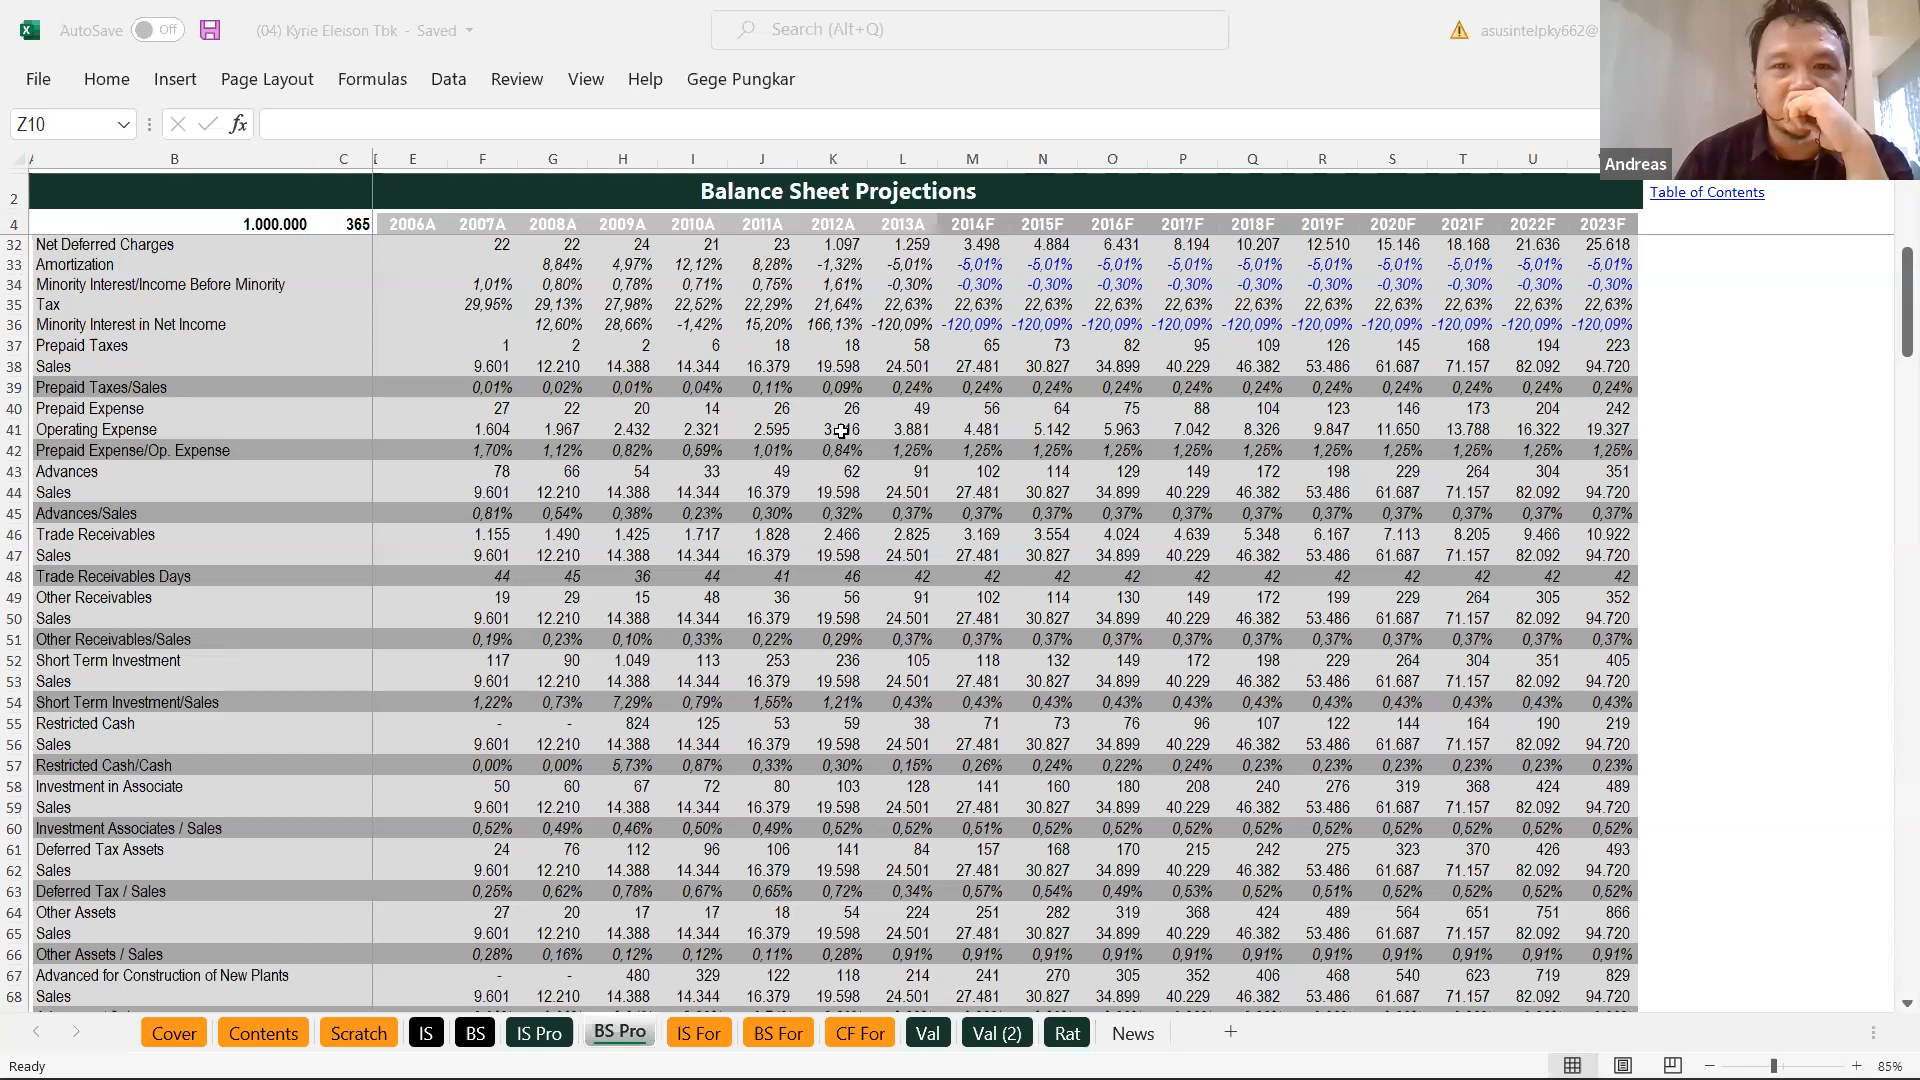 AutoSave Off (04) Kyrie Eleison Tbk - Saved Search (Alt+Q) asusintelpky662@
File Home Insert Page Layout Formulas Data Review View Help Gege Pungkar
Z10 fx
Andreas
A B C E F G H I J K L M N O P Q R S T U
2 Balance Sheet Projections Table of Contents
4 1.000.000 365 2006A 2007A 2008A 2009A 2010A 2011A 2012A 2013A 2014F 2015F 2016F 2017F 2018F 2019F 2020F 2021F 2022F 2023F
32 Net Deferred Charges 22 22 24 21 23 1.097 1.259 3.498 4.884 6.431 8.194 10.207 12.510 15.146 18.168 21.636 25.618
33 Amortization 8,84% 4,97% 12,12% 8,28% -1,32% -5,01% -5,01% -5,01% -5,01% -5,01% -5,01% -5,01% -5,01% -5,01% -5,01% -5,01%
34 Minority Interest/Income Before Minority 1,01% 0,80% 0,78% 0,71% 0,75% 1,61% -0,30% -0,30% -0,30% -0,30% -0,30% -0,30% -0,30% -0,30% -0,30% -0,30% -0,30%
35 Tax 29,95% 29,13% 27,98% 22,52% 22,29% 21,64% 22,63% 22,63% 22,63% 22,63% 22,63% 22,63% 22,63% 22,63% 22,63% 22,63% 22,63%
36 Minority Interest in Net Income 12,60% 28,66% -1,42% 15,20% 166,13% -120,09% -120,09% -120,09% -120,09% -120,09% -120,09% -120,09% -120,09% -120,09% -120,09% -120,09%
37 Prepaid Taxes 1 2 2 6 18 18 58 65 73 82 95 109 126 145 168 194 223
38 Sales 9.601 12.210 14.388 14.344 16.379 19.598 24.501 27.481 30.827 34.899 40.229 46.382 53.486 61.687 71.157 82.092 94.720
39 Prepaid Taxes/Sales 0,01% 0,02% 0,01% 0,04% 0,11% 0,09% 0,24% 0,24% 0,24% 0,24% 0,24% 0,24% 0,24% 0,24% 0,24% 0,24% 0,24%
40 Prepaid Expense 27 22 20 14 26 26 49 56 64 75 88 104 123 146 173 204 242
41 Operating Expense 1.604 1.967 2.432 2.321 2.595 3.881 4.481 5.142 5.963 7.042 8.326 9.847 11.650 13.788 16.322 19.327
42 Prepaid Expense/Op. Expense 1,70% 1,12% 0,82% 0,59% 1,01% 0,84% 1,25% 1,25% 1,25% 1,25% 1,25% 1,25% 1,25% 1,25% 1,25% 1,25% 1,25%
43 Advances 78 66 54 33 49 62 91 102 114 129 149 172 198 229 264 304 351
44 Sales 9.601 12.210 14.388 14.344 16.379 19.598 24.501 27.481 30.827 34.899 40.229 46.382 53.486 61.687 71.157 82.092 94.720
45 Advances/Sales 0,81% 0,54% 0,38% 0,23% 0,30% 0,32% 0,37% 0,37% 0,37% 0,37% 0,37% 0,37% 0,37% 0,37% 0,37% 0,37% 0,37%
46 Trade Receivables 1.155 1.490 1.425 1.717 1.828 2.466 2.825 3.169 3.554 4.024 4.639 5.348 6.167 7.113 8.205 9.466 10.922
47 Sales 9.601 12.210 14.388 14.344 16.379 19.598 24.501 27.481 30.827 34.899 40.229 46.382 53.486 61.687 71.157 82.092 94.720
48 Trade Receivables Days 44 45 36 44 41 46 42 42 42 42 42 42 42 42 42 42 42
49 Other Receivables 19 29 15 48 36 56 91 102 114 130 149 172 199 229 264 305 352
50 Sales 9.601 12.210 14.388 14.344 16.379 19.598 24.501 27.481 30.827 34.899 40.229 46.382 53.486 61.687 71.157 82.092 94.720
51 Other Receivables/Sales 0,19% 0,23% 0,10% 0,33% 0,22% 0,29% 0,37% 0,37% 0,37% 0,37% 0,37% 0,37% 0,37% 0,37% 0,37% 0,37% 0,37%
52 Short Term Investment 117 90 1.049 113 253 236 105 118 132 149 172 198 229 264 304 351 405
53 Sales 9.601 12.210 14.388 14.344 16.379 19.598 24.501 27.481 30.827 34.899 40.229 46.382 53.486 61.687 71.157 82.092 94.720
54 Short Term Investment/Sales 1,22% 0,73% 7,29% 0,79% 1,55% 1,21% 0,43% 0,43% 0,43% 0,43% 0,43% 0,43% 0,43% 0,43% 0,43% 0,43% 0,43%
55 Restricted Cash - - 824 125 53 59 38 71 73 76 96 107 122 144 164 190 219
56 Sales 9.601 12.210 14.388 14.344 16.379 19.598 24.501 27.481 30.827 34.899 40.229 46.382 53.486 61.687 71.157 82.092 94.720
57 Restricted Cash/Cash 0,00% 0,00% 5,73% 0,87% 0,33% 0,30% 0,15% 0,26% 0,24% 0,22% 0,24% 0,23% 0,23% 0,23% 0,23% 0,23% 0,23%
58 Investment in Associate 50 60 67 72 80 103 128 141 160 180 208 240 276 319 368 424 489
59 Sales 9.601 12.210 14.388 14.344 16.379 19.598 24.501 27.481 30.827 34.899 40.229 46.382 53.486 61.687 71.157 82.092 94.720
60 Investment Associates / Sales 0,52% 0,49% 0,46% 0,50% 0,49% 0,52% 0,52% 0,51% 0,52% 0,52% 0,52% 0,52% 0,52% 0,52% 0,52% 0,52% 0,52%
61 Deferred Tax Assets 24 76 112 96 106 141 84 157 168 170 215 242 275 323 370 426 493
62 Sales 9.601 12.210 14.388 14.344 16.379 19.598 24.501 27.481 30.827 34.899 40.229 46.382 53.486 61.687 71.157 82.092 94.720
63 Deferred Tax / Sales 0,25% 0,62% 0,78% 0,67% 0,65% 0,72% 0,34% 0,57% 0,54% 0,49% 0,53% 0,52% 0,51% 0,52% 0,52% 0,52% 0,52%
64 Other Assets 27 20 17 17 18 54 224 251 282 319 368 424 489 564 651 751 866
65 Sales 9.601 12.210 14.388 14.344 16.379 19.598 24.501 27.481 30.827 34.899 40.229 46.382 53.486 61.687 71.157 82.092 94.720
66 Other Assets / Sales 0,28% 0,16% 0,12% 0,12% 0,11% 0,28% 0,91% 0,91% 0,91% 0,91% 0,91% 0,91% 0,91% 0,91% 0,91% 0,91% 0,91%
67 Advanced for Construction of New Plants - - 480 329 122 118 214 241 270 305 352 406 468 540 623 719 829
68 Sales 9.601 12.210 14.388 14.344 16.379 19.598 24.501 27.481 30.827 34.899 40.229 46.382 53.486 61.687 71.157 82.092 94.720
Cover Contents Scratch IS BS IS Pro BS Pro IS For BS For CF For Val Val (2) Rat News
Ready 85%